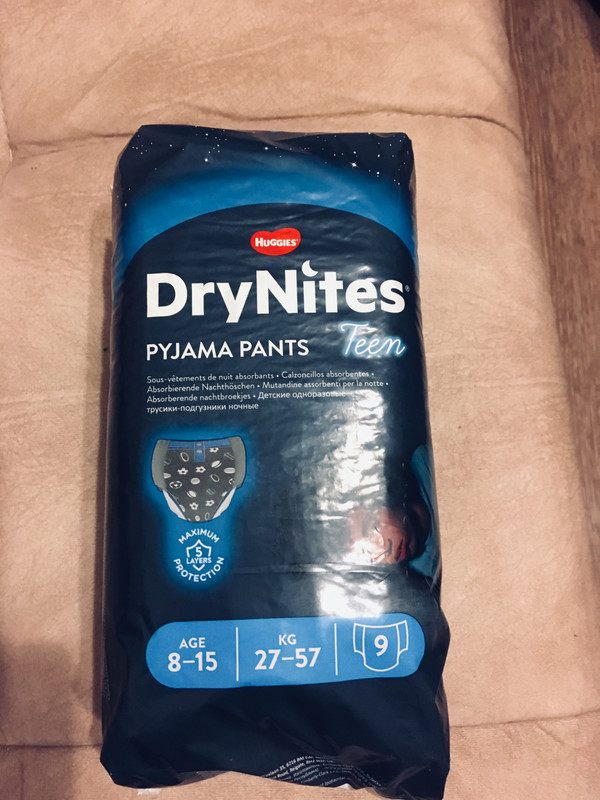 HUGGIES
DryNites®
PYJAMA PANTS Teen
Sous-vêtements de nuit absorbants • Calzoncillos absorbentes •
Absorbierende Nachthöschen • Mutandine assorbenti per la notte •
Absorberende nachtbroekjes • Детские одноразовые
трусики-подгузники ночные
MAXIMUM
5
LAYERS
PROTECTION
AGE
8–15
KG
27–57
9